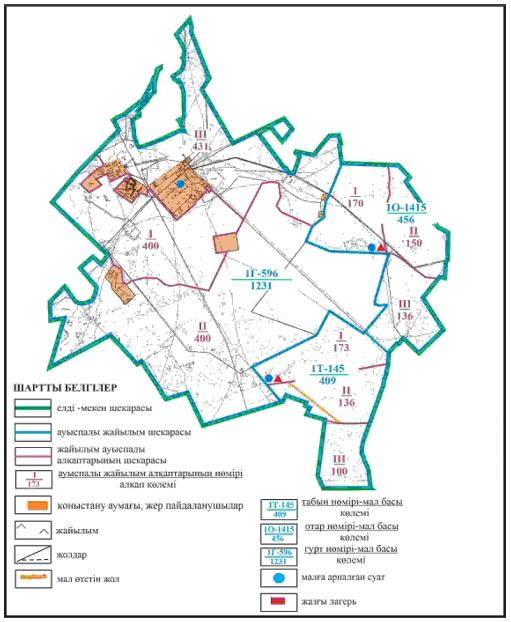 III
431
I
170
1О-1415
456
II
150
I
400
1Г-596
1231
III
136
II
400
I
173
1Т-145
409
II
136
III
100
ШАРТТЫ БЕЛГІЛЕР
елді -мекен шекарасы
ауыспалы жайылым шекарасы
жайылым ауыспалы
алқаптарының шекарасы
I
173
ауыспалы жайылым алқаптарының нөмірі
алқап көлемі
қоныстану аумағы, жер пайдаланушылар
жайылым
жолдар
мал өтетін жол
1Т-145
409
табын нөмірі-мал басы
көлемі
1О-1415
456
отар нөмірі-мал басы
көлемі
1Г-596
1231
гурт нөмірі-мал басы
көлемі
малға арналған суат
жазғы лагерь